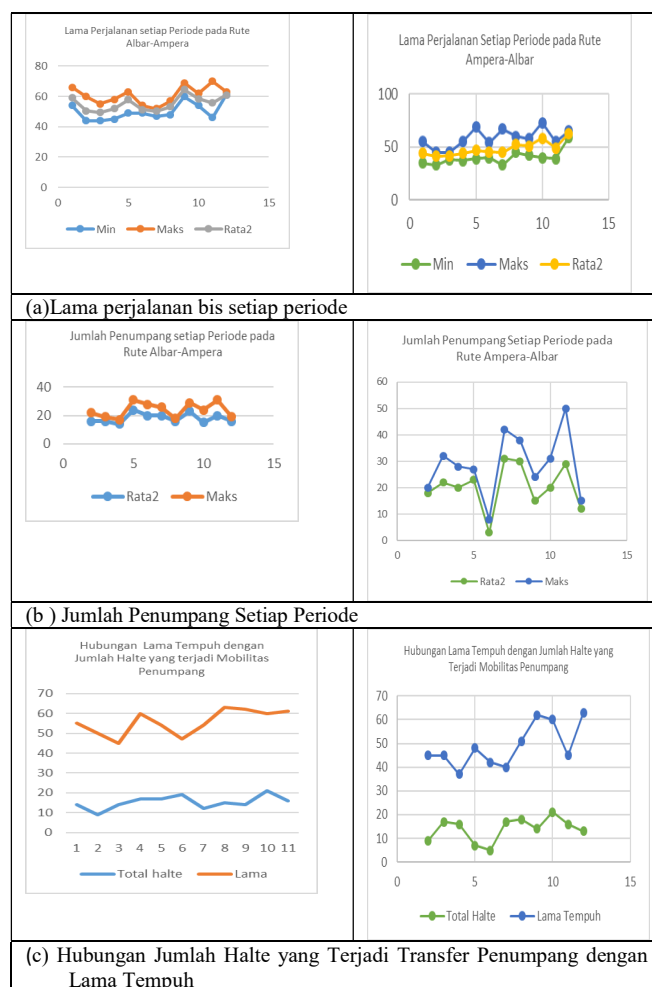 Lama Perjalanan setiap Periode pada Rute
Albar-Ampera
80
60
40
20
0
0 5 10 15
Min Maks Rata2
Lama Perjalanan Setiap Periode pada Rute
Ampera-Albar
100
50
0
0 5 10 15
Min Maks Rata2
(a)Lama perjalanan bis setiap periode
Jumlah Penumpang setiap Periode pada
Rute Albar-Ampera
40
20
0
0 5 10 15
Rata2 Maks
Jumlah Penumpang Setiap Periode pada
Rute Ampera-Albar
60
50
40
30
20
10
0
0 5 10 15
Rata2 Maks
(b ) Jumlah Penumpang Setiap Periode
Hubungan Lama Tempuh dengan
Jumlah Halte yang terjadi Mobilitas
Penumpang
70
60
50
40
30
20
10
0
1 2 3 4 5 6 7 8 9 10 11
Total halte Lama
Hubungan Lama Tempuh dengan Jumlah Halte yang
Terjadi Mobilitas Penumpang
70
60
50
40
30
20
10
0
0 5 10 15
Total Halte Lama Tempuh
(c) Hubungan Jumlah Halte yang Terjadi Transfer Penumpang dengan
Lama Tempuh